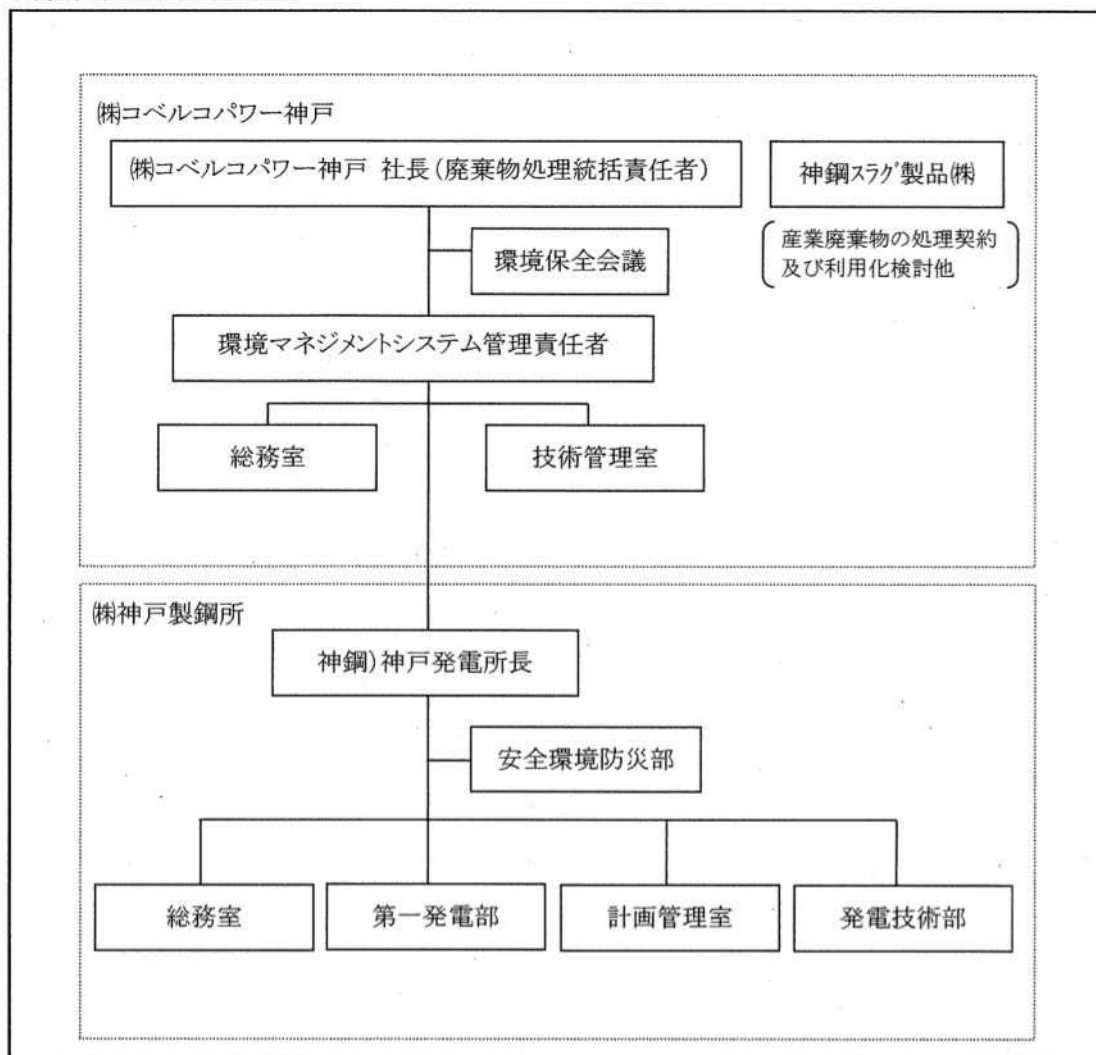 ㈱コベルコパワー神戸
㈱コベルコパワー神戸 社長(廃棄物処理統括責任者)
神鋼スラグ製品㈱
産業廃棄物の処理契約
及び利用化検討他
環境保全会議
環境マネジメントシステム管理責任者
総務室
技術管理室
㈱神戸製鋼所
神鋼)神戸発電所長
安全環境防災部
総務室
第一発電部
計画管理室
発電技術部